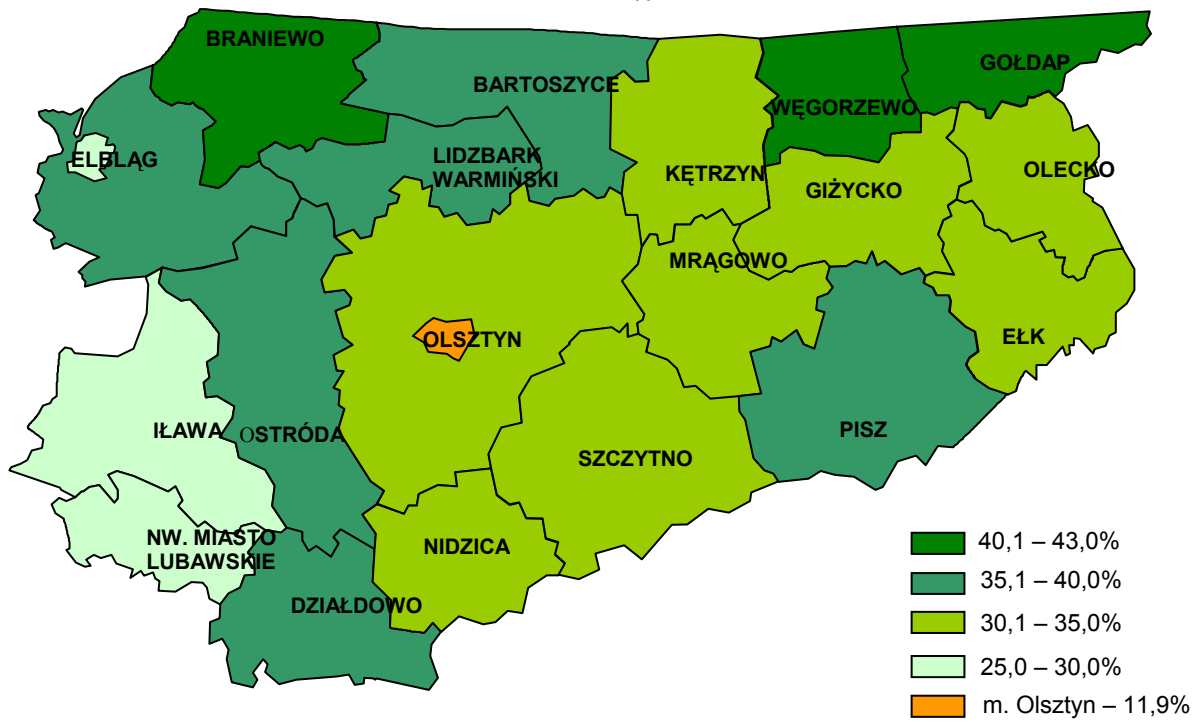 BRANIEWO
GOŁDAP
BARTOSZYCE
WĘGORZEWO
ELBLĄG
LIDZBARK
WARMIŃSKI
KĘTRZYN
GIŻYCKO
OLECKO
MRĄGOWO
OLSZTYN
EŁK
IŁAWA
OSTRÓDA
PISZ
SZCZYTNO
NW. MIASTO
LUBAWSKIE
NIDZICA
DZIAŁDOWO
40,1 – 43,0%
35,1 – 40,0%
30,1 – 35,0%
25,0 – 30,0%
m. Olsztyn – 11,9%